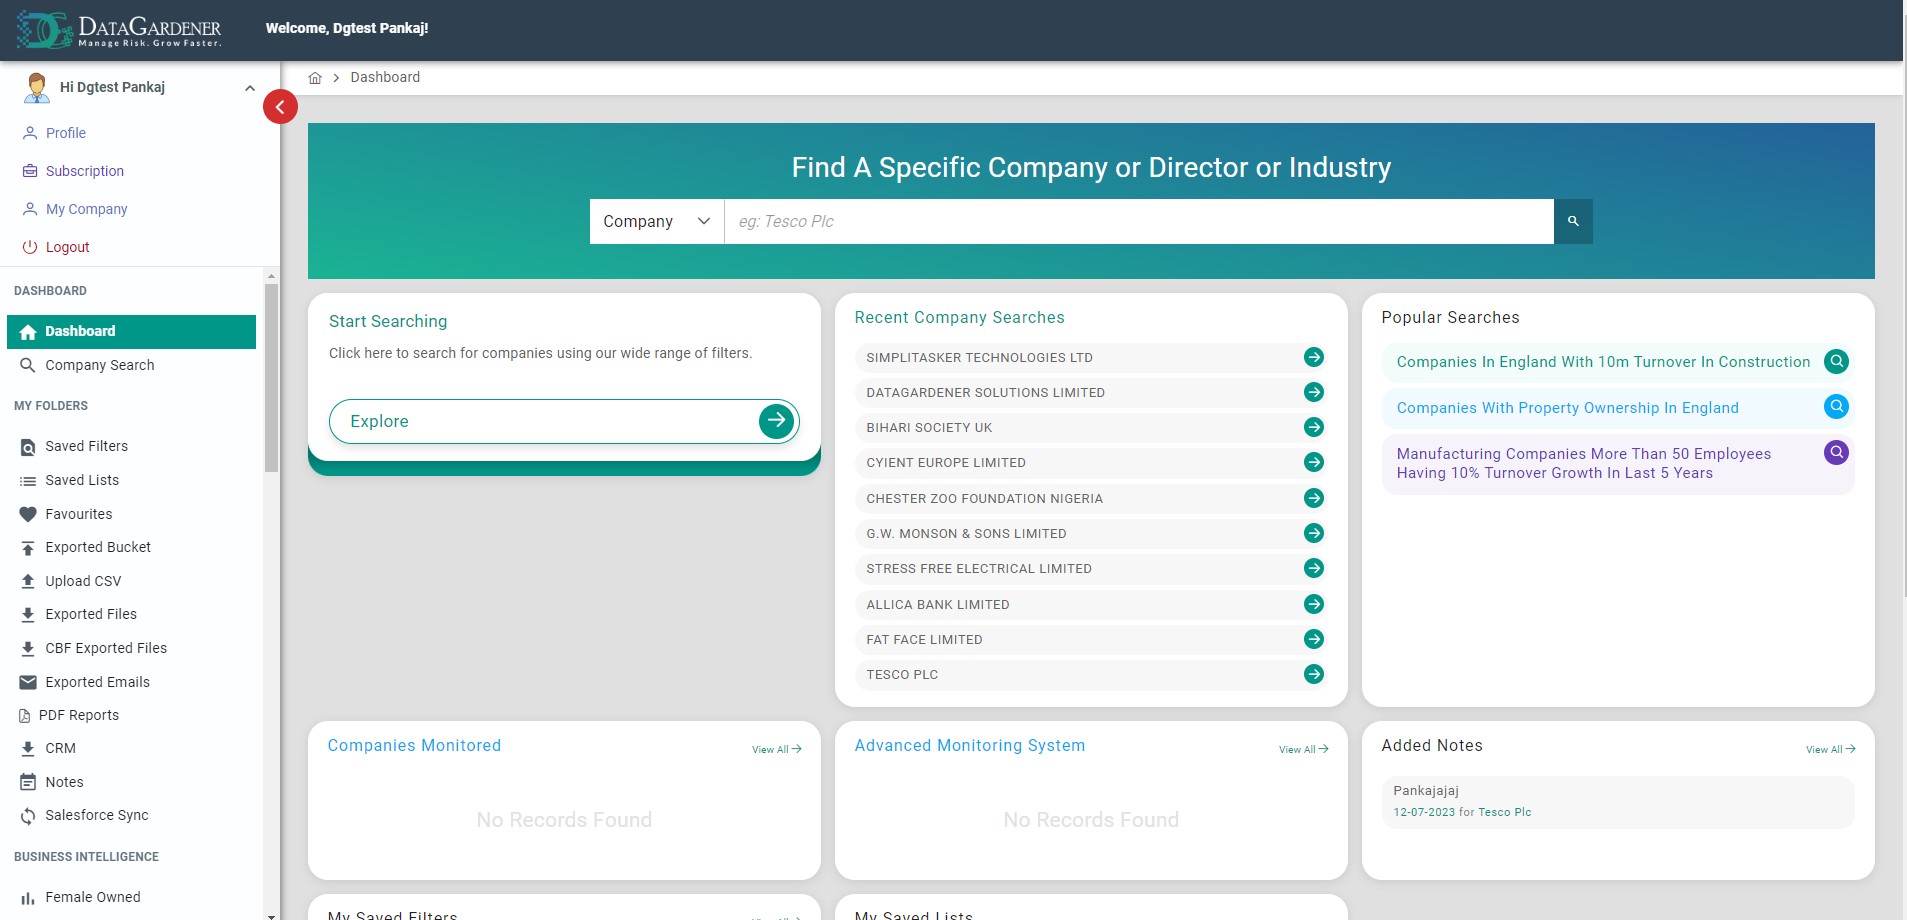 DATAGARDENER
Manage Risk. Grow Faster.
Welcome, Dgtest Pankaj!
Hi Dgtest Pankaj
Profile
Subscription
My Company
Logout
DASHBOARD
Dashboard
Company Search
MY FOLDERS
Saved Filters
Saved Lists
Favourites
Exported Bucket
Upload CSV
Exported Files
CBF Exported Files
Exported Emails
PDF Reports
CRM
Notes
Salesforce Sync
BUSINESS INTELLIGENCE
Female Owned
Dashboard
Find A Specific Company or Director or Industry
Company
eg: Tesco Plc
Start Searching
Click here to search for companies using our wide range of filters.
Explore
Recent Company Searches
SIMPLITASKER TECHNOLOGIES LTD
DATAGARDENER SOLUTIONS LIMITED
BIHARI SOCIETY UK
CYIENT EUROPE LIMITED
CHESTER ZOO FOUNDATION NIGERIA
G.W. MONSON & SONS LIMITED
STRESS FREE ELECTRICAL LIMITED
ALLICA BANK LIMITED
FAT FACE LIMITED
TESCO PLC
Popular Searches
Companies In England With 10m Turnover In Construction
Companies With Property Ownership In England
Manufacturing Companies More Than 50 Employees
Having 10% Turnover Growth In Last 5 Years
Companies Monitored
View All
No Records Found
Advanced Monitoring System
View All
No Records Found
Added Notes
View All
Pankajajaj
12-07-2023 for Tesco Plc
My Saved Filters
View All
My Saved Lists